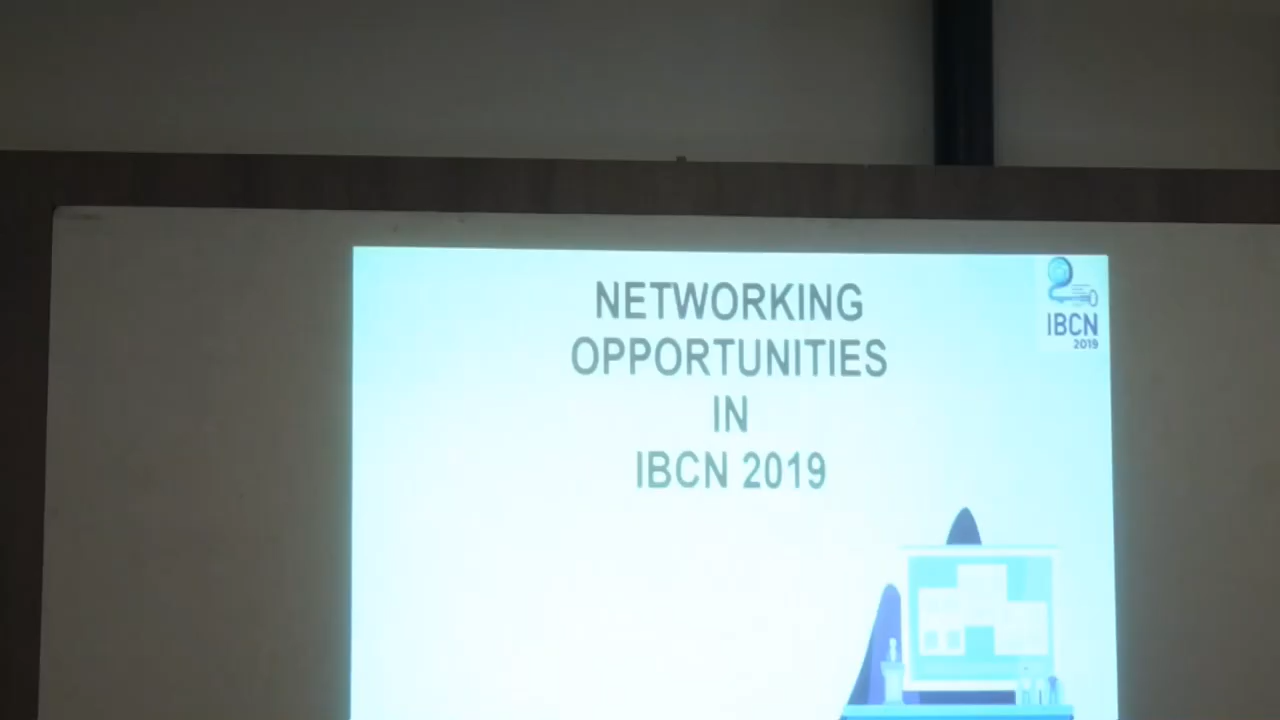 NETWORKING
OPPORTUNITIES
IN
IBCN 2019
IBCN
2019